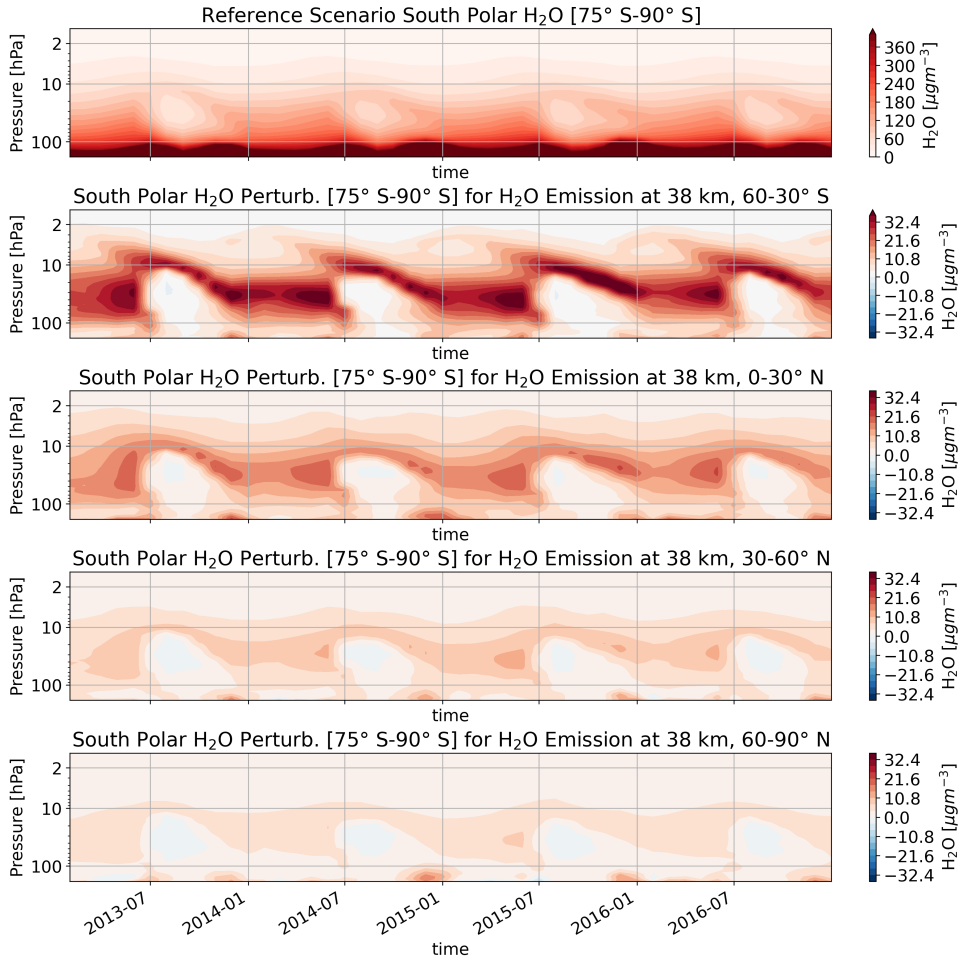 Reference Scenario South Polar H₂O [75° S-90° S]
Pressure [hPa]
2
10
100
time
360
300
240
180
120
60
0
H₂O [μgm⁻³]
South Polar H₂O Perturb. [75° S-90° S] for H₂O Emission at 38 km, 60-30° S
Pressure [hPa]
2
10
100
time
32.4
21.6
10.8
0.0
−10.8
−21.6
−32.4
H₂O [μgm⁻³]
South Polar H₂O Perturb. [75° S-90° S] for H₂O Emission at 38 km, 0-30° N
Pressure [hPa]
2
10
100
time
32.4
21.6
10.8
0.0
−10.8
−21.6
−32.4
H₂O [μgm⁻³]
South Polar H₂O Perturb. [75° S-90° S] for H₂O Emission at 38 km, 30-60° N
Pressure [hPa]
2
10
100
time
32.4
21.6
10.8
0.0
−10.8
−21.6
−32.4
H₂O [μgm⁻³]
South Polar H₂O Perturb. [75° S-90° S] for H₂O Emission at 38 km, 60-90° N
Pressure [hPa]
2
10
100
2013-07
2014-01
2014-07
2015-01
2015-07
2016-01
2016-07
time
32.4
21.6
10.8
0.0
−10.8
−21.6
−32.4
H₂O [μgm⁻³]